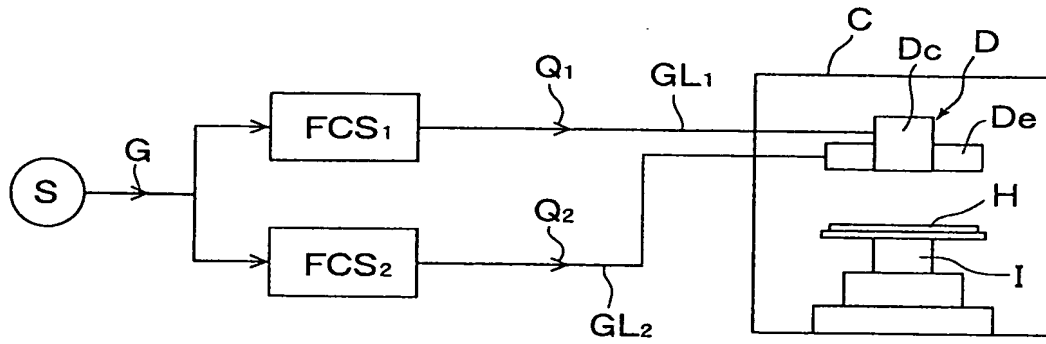 C
Dc
D
Q₁
GL₁
De
FCS₁
G
S
H
Q₂
FCS₂
I
GL₂